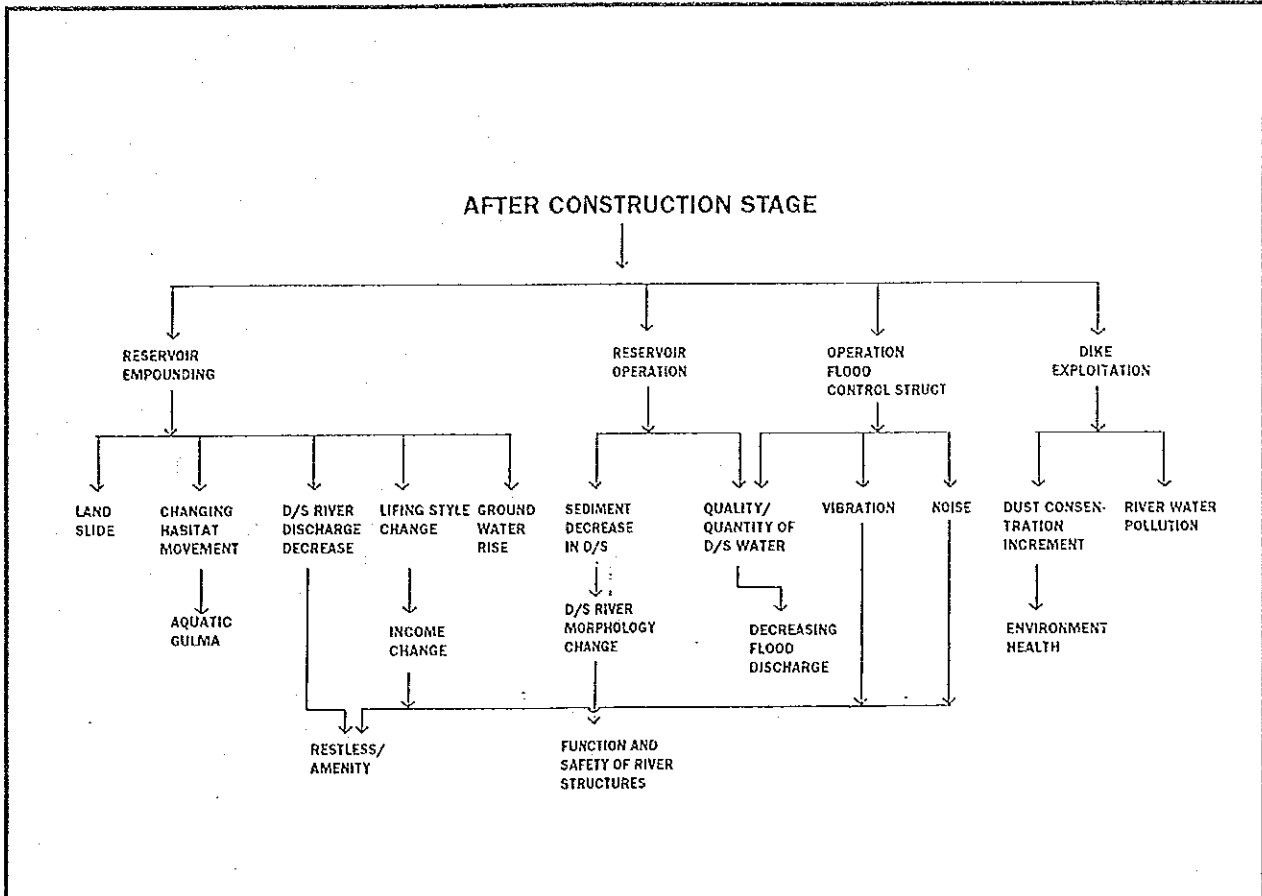 AFTER CONSTRUCTION STAGE
RESERVOIR
EMPOUNDING
RESERVOIR
OPERATION
OPERATION
FLOOD
CONTROL STRUCT
DIKE
EXPLOITATION
LAND
SLIDE
CHANGING
HABITAT
MOVEMENT
D/S RIVER
DISCHARGE
DECREASE
LIFING STYLE
CHANGE
GROUND
WATER
RISE
SEDIMENT
DECREASE
IN D/S
QUALITY/
QUANTITY OF
D/S WATER
VIBRATION
NOISE
DUST CONSEN-
TRATION
INCREMENT
RIVER WATER
POLLUTION
AQUATIC
GULMA
INCOME
CHANGE
D/S RIVER
MORPHOLOGY
CHANGE
DECREASING
FLOOD
DISCHARGE
ENVIRONMENT
HEALTH
RESTLESS/
AMENITY
FUNCTION AND
SAFETY OF RIVER
STRUCTURES